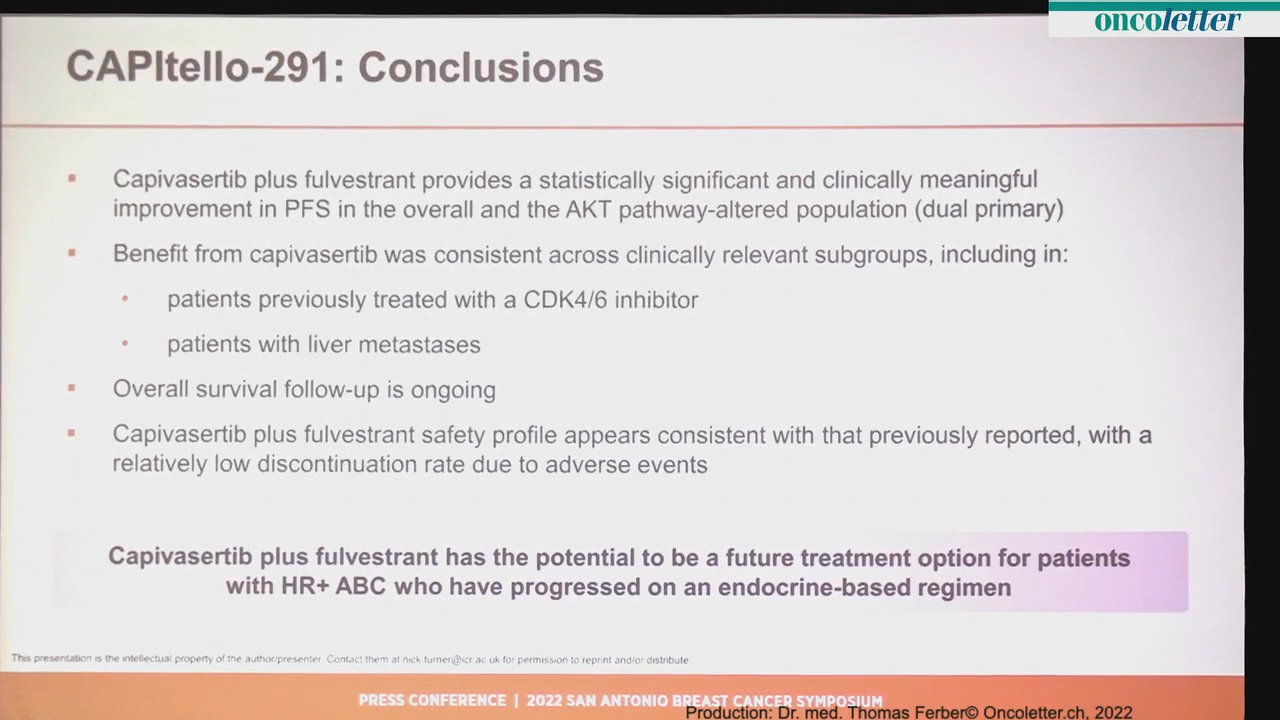 oncoletter
CAPItello-291: Conclusions
Capivasertib plus fulvestrant provides a statistically significant and clinically meaningful
improvement in PFS in the overall and the AKT pathway-altered population (dual primary)
Benefit from capivasertib was consistent across clinically relevant subgroups, including in:
patients previously treated with a CDK4/6 inhibitor
patients with liver metastases
Overall survival follow-up is ongoing
Capivasertib plus fulvestrant safety profile appears consistent with that previously reported, with a
relatively low discontinuation rate due to adverse events
Capivasertib plus fulvestrant has the potential to be a future treatment option for patients
with HR+ ABC who have progressed on an endocrine-based regimen
This presentation is the intellectual property of the author/presenter. Contact them at nick.turner@icr.ac.uk for permission to reprint and/or distribute
PRESS CONFERENCE | 2022 SAN ANTONIO BREAST CANCER SYMPOSIUM
Production: Dr. med. Thomas Ferber© Oncoletter.ch, 2022